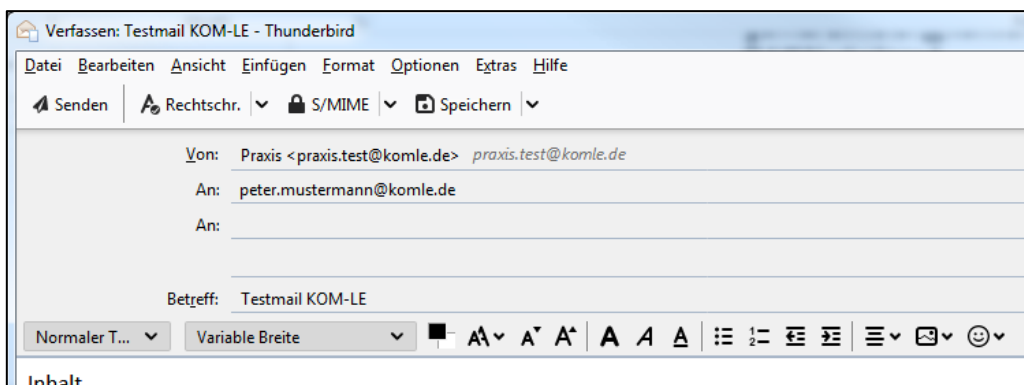 Verfassen: Testmail KOM-LE - Thunderbird
Datei Bearbeiten Ansicht Einfügen Format Optionen Extras Hilfe
Senden Rechtschr. S/MIME Speichern
Von: Praxis <praxis.test@komle.de> praxis.test@komle.de
An: peter.mustermann@komle.de
An:
Betreff: Testmail KOM-LE
Normaler T... Variable Breite
Inhalt